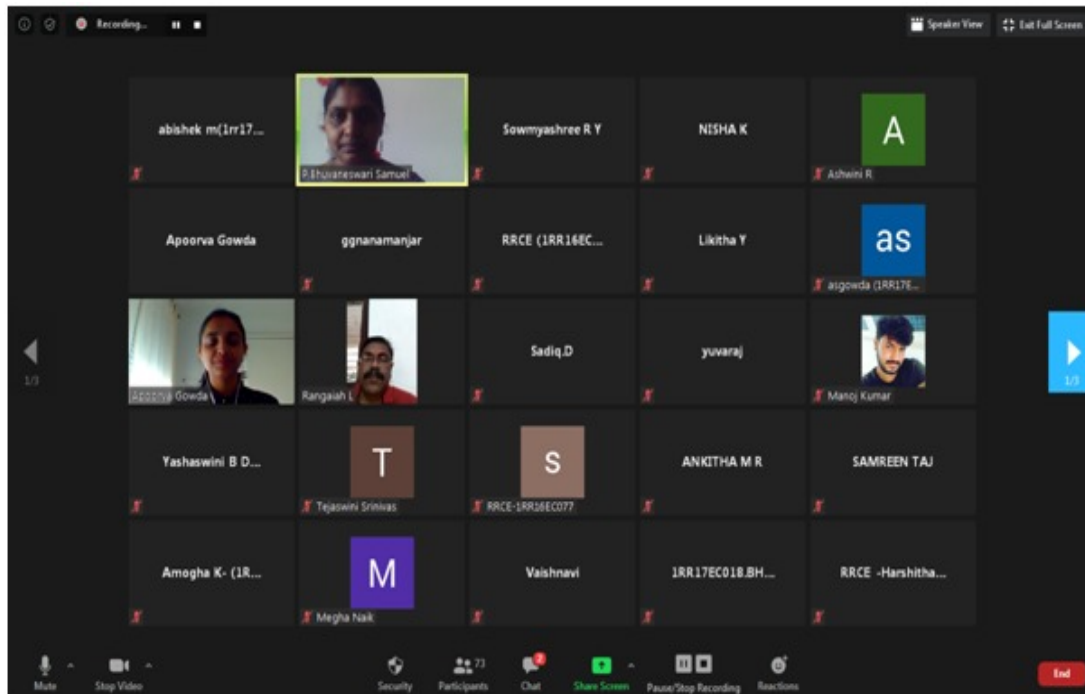 Recording...
Speaker View
Exit Full Screen
abishek m(1rr17...
P.Bhuvaneswari Samuel
Sowmyashree R Y
NISHA K
A
Ashwini R
Apoorva Gowda
ggnanamanjar
RRCE (1RR16EC...
Likitha Y
as
asgowda (1RR17E...
Apoorva Gowda
Rangaiah L
Sadiq.D
yuvaraj
Manoj Kumar
1/3
1/3
Yashaswini B D...
T
Tejaswini Srinivas
S
RRCE-1RR16EC077
ANKITHA M R
SAMREEN TAJ
Amogha K- (1R...
M
Megha Naik
Vaishnavi
1RR17EC018.BH...
RRCE -Harshitha...
Mute
Stop Video
Security
73
Participants
2
Chat
Share Screen
Pause/Stop Recording
Reactions
End